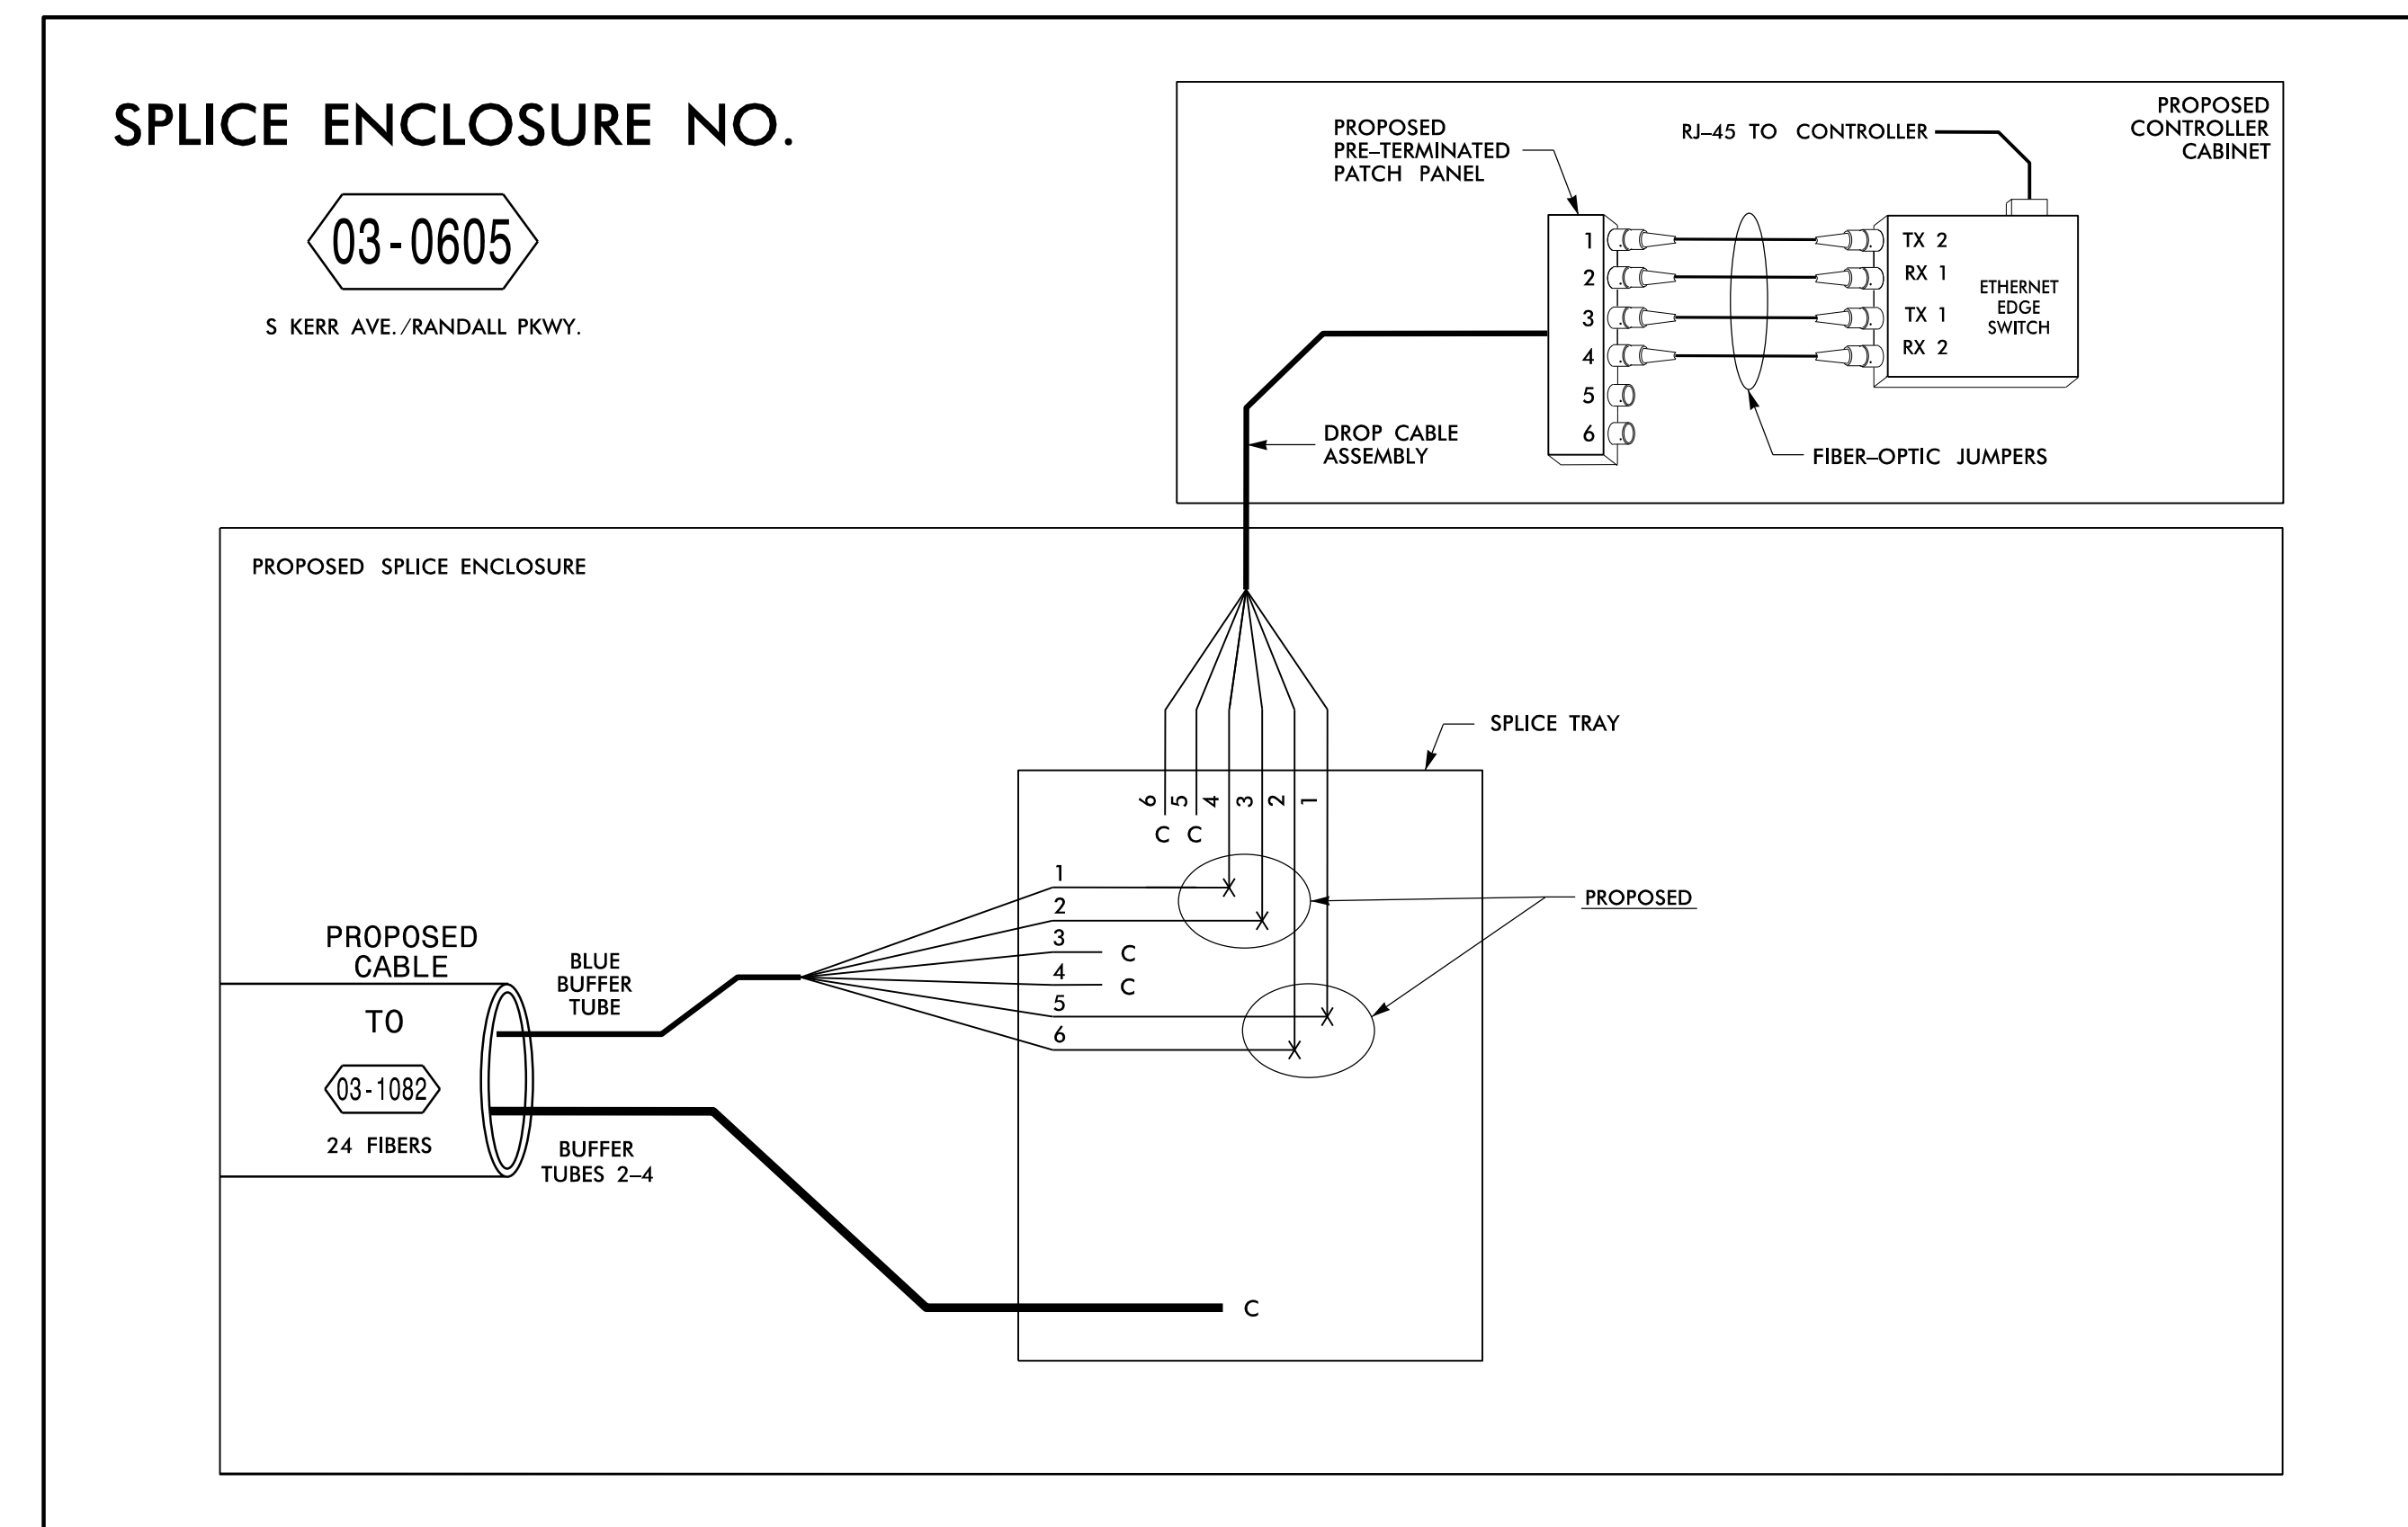 SPLICE ENCLOSURE NO.
03-0605
S KERR AVE./RANDALL PKWY.
PROPOSED
CONTROLLER
CABINET
PROPOSED
PRE-TERMINATED
PATCH PANEL
RJ-45 TO CONTROLLER
1
2
3
4
5
6
TX 2
RX 1
TX 1
RX 2
ETHERNET
EDGE
SWITCH
DROP CABLE
ASSEMBLY
FIBER-OPTIC JUMPERS
PROPOSED SPLICE ENCLOSURE
SPLICE TRAY
6 5 4 3 2 1
C C
1
2
3 C
4 C
5
6
PROPOSED
PROPOSED
CABLE
TO
03-1082
24 FIBERS
BLUE
BUFFER
TUBE
BUFFER
TUBES 2-4
C